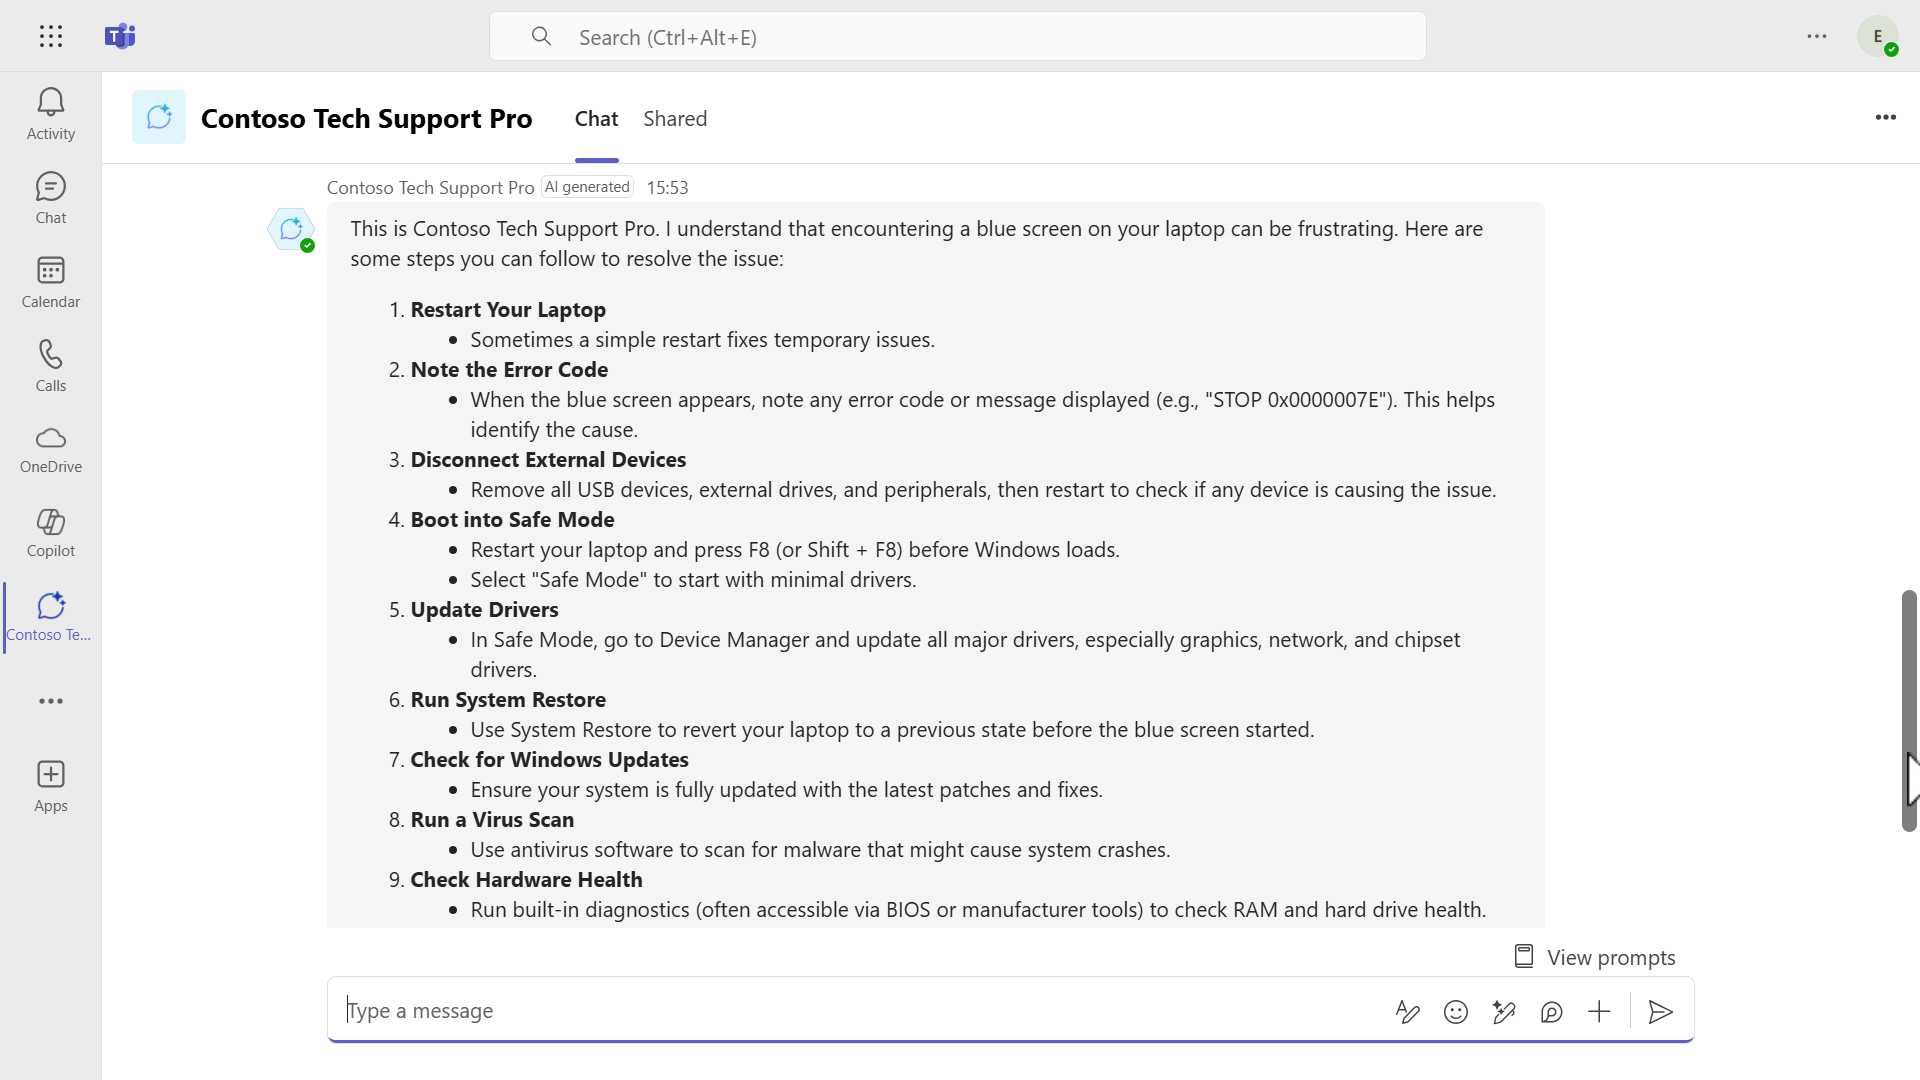 Search (Ctrl+Alt+E)
E
Activity
Chat
Calendar
Calls
OneDrive
Copilot
Contoso Te...
Apps
Contoso Tech Support Pro
Chat
Shared
Contoso Tech Support Pro AI generated 15:53
This is Contoso Tech Support Pro. I understand that encountering a blue screen on your laptop can be frustrating. Here are
some steps you can follow to resolve the issue:
1. Restart Your Laptop
• Sometimes a simple restart fixes temporary issues.
2. Note the Error Code
• When the blue screen appears, note any error code or message displayed (e.g., "STOP 0x0000007E"). This helps
identify the cause.
3. Disconnect External Devices
• Remove all USB devices, external drives, and peripherals, then restart to check if any device is causing the issue.
4. Boot into Safe Mode
• Restart your laptop and press F8 (or Shift + F8) before Windows loads.
• Select "Safe Mode" to start with minimal drivers.
5. Update Drivers
• In Safe Mode, go to Device Manager and update all major drivers, especially graphics, network, and chipset
drivers.
6. Run System Restore
• Use System Restore to revert your laptop to a previous state before the blue screen started.
7. Check for Windows Updates
• Ensure your system is fully updated with the latest patches and fixes.
8. Run a Virus Scan
• Use antivirus software to scan for malware that might cause system crashes.
9. Check Hardware Health
• Run built-in diagnostics (often accessible via BIOS or manufacturer tools) to check RAM and hard drive health.
View prompts
Type a message